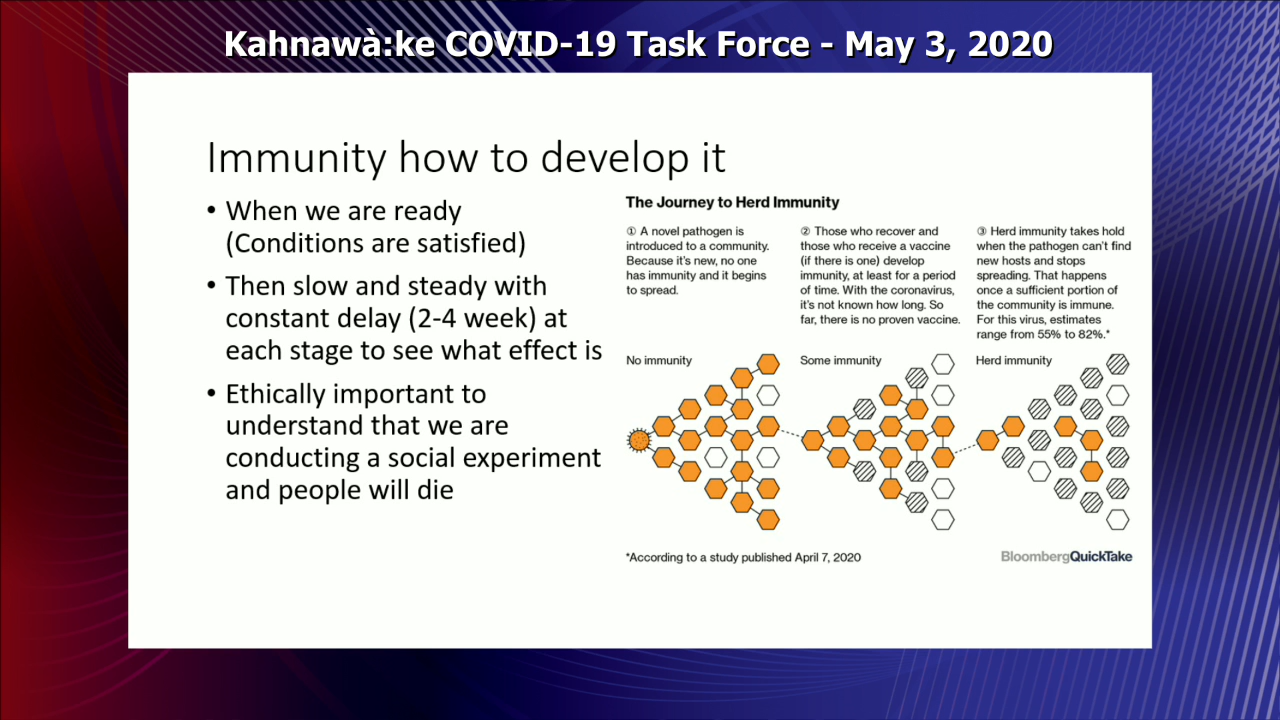 Kahnawà:ke COVID-19 Task Force - May 3, 2020
Immunity how to develop it
• When we are ready
(Conditions are satisfied)
• Then slow and steady with
constant delay (2-4 week) at
each stage to see what effect is
• Ethically important to
understand that we are
conducting a social experiment
and people will die
The Journey to Herd Immunity
① A novel pathogen is
introduced to a community.
Because it's new, no one
has immunity and it begins
to spread.
② Those who recover and
those who receive a vaccine
(if there is one) develop
immunity, at least for a period
of time. With the coronavirus,
it's not known how long. So
far, there is no proven vaccine.
③ Herd immunity takes hold
when the pathogen can't find
new hosts and stops
spreading. That happens
once a sufficient portion of
the community is immune.
For this virus, estimates
range from 55% to 82%.*
No immunity
Some immunity
Herd immunity
*According to a study published April 7, 2020
BloombergQuickTake